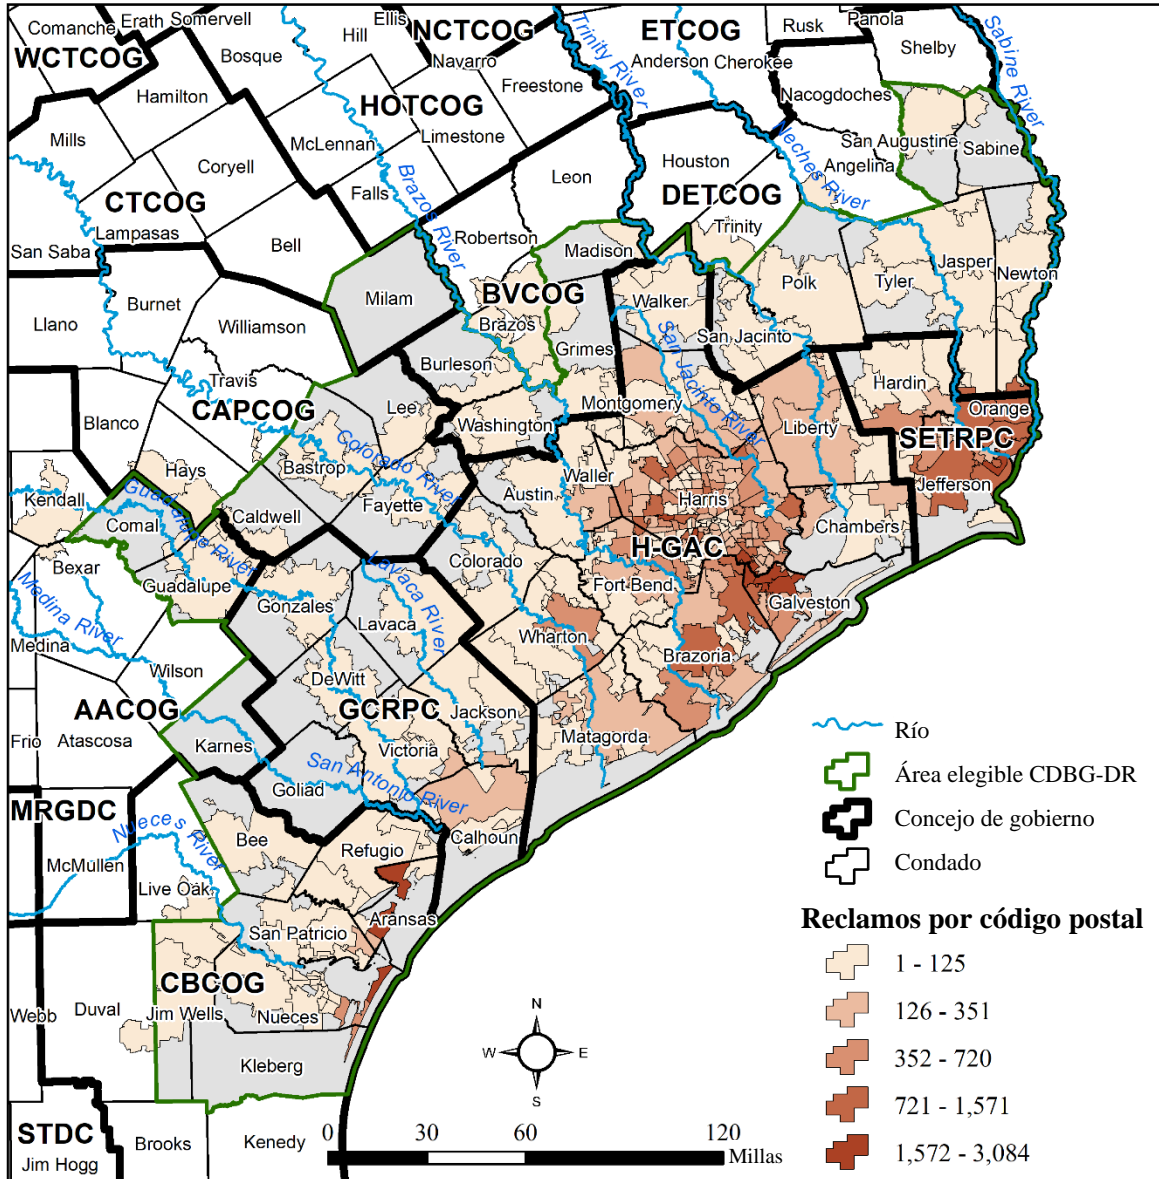 Comanche
Erath
Somervell
Bosque
Hill
Ellis
Brazos River
NCTCOG
Navarro
Trinity River
ETCOG
Anderson
Cherokee
Rusk
Panola
Shelby
Sabine River
WCTCOG
Hamilton
HOTCOG
Freestone
Limestone
McLennan
Nacogdoches
San Augustine
Sabine
Angelina
Neches River
Mills
Coryell
Falls
Brazos River
Leon
Houston
DETCOG
Trinity
CTCOG
Lampasas
San Saba
Bell
Robertson
Madison
Burnet
Milam
BVCOG
Brazos
Walker
Polk
Tyler
Jasper
Newton
Llano
Williamson
Burleson
Grimes
San Jacinto
San Jacinto River
Travis
CAPCOG
Lee
Washington
Montgomery
Hardin
Orange
Blanco
Liberty
SETRPC
Hays
Bastrop
Colorado River
Waller
Jefferson
Kendall
Guadalupe River
Comal
Caldwell
Fayette
Austin
Harris
Chambers
Bexar
Medina River
Guadalupe
Lavaca River
Colorado
H-GAC
Fort Bend
Galveston
Gonzales
Lavaca
Wharton
Brazoria
Medina
Wilson
DeWitt
AACOG
GCRPC
Jackson
Frio
Atascosa
Karnes
Victoria
Matagorda
San Antonio River
Goliad
MRGDC
Nueces River
Bee
Refugio
Calhoun
McMullen
Live Oak
Aransas
San Patricio
CBCOG
Webb
Duval
Jim Wells
Nueces
Kleberg
STDC
Jim Hogg
Brooks
Kenedy
N
W
E
S
0
30
60
120
Millas
Río
Área elegible CDBG-DR
Concejo de gobierno
Condado
Reclamos por código postal
1 - 125
126 - 351
352 - 720
721 - 1,571
1,572 - 3,084